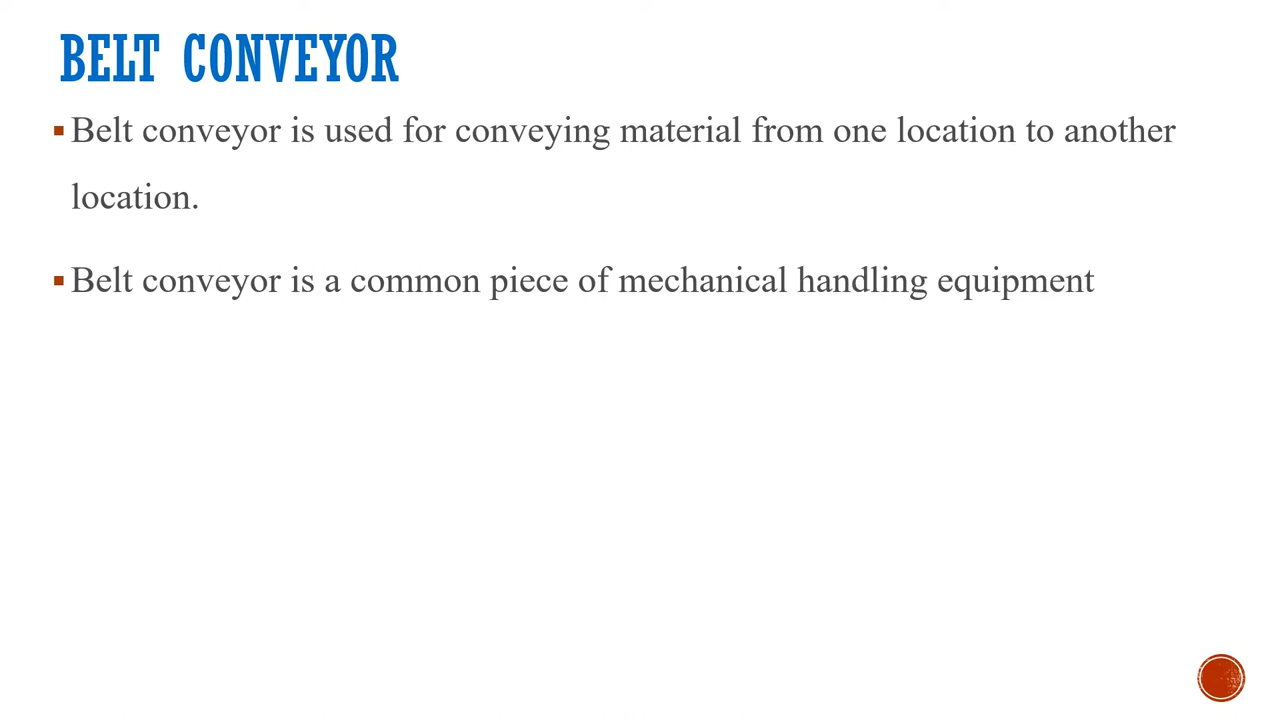 BELT CONVEYOR
▪ Belt conveyor is used for conveying material from one location to another
location.
▪ Belt conveyor is a common piece of mechanical handling equipment